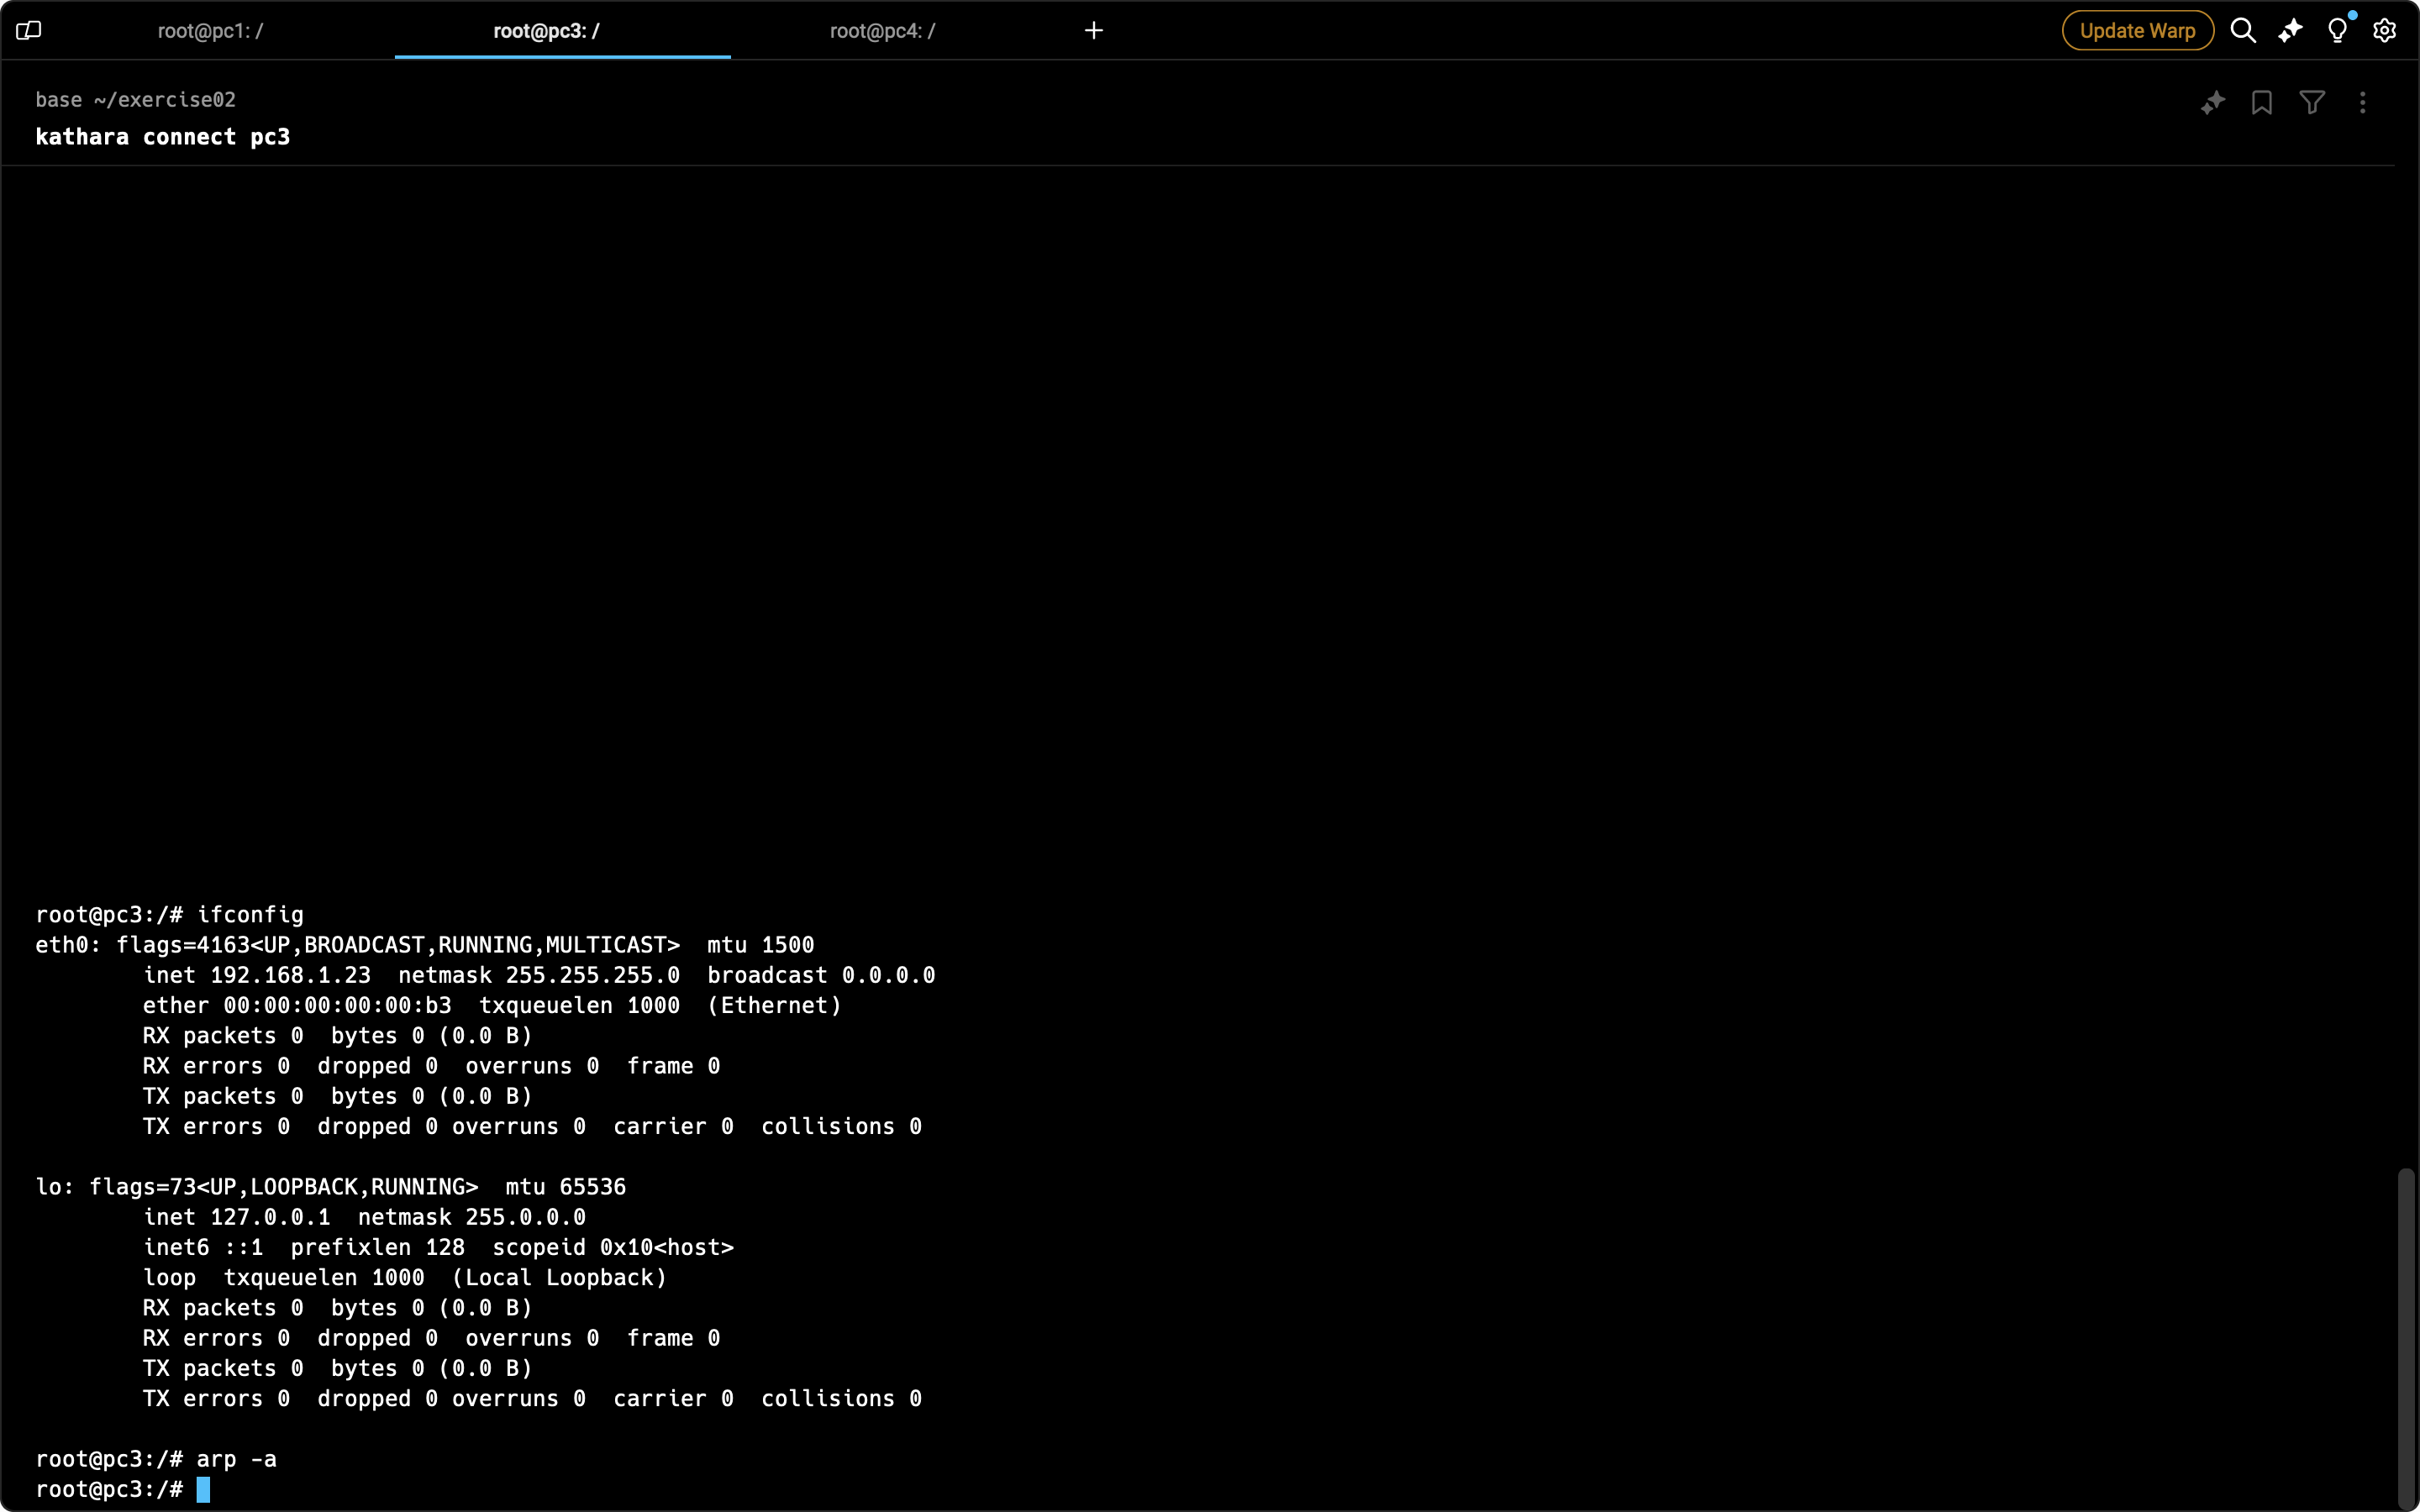 root@pc1: /
root@pc3: /
root@pc4: /
Update Warp
base ~/exercise02
kathara connect pc3
root@pc3:/# ifconfig
eth0: flags=4163<UP,BROADCAST,RUNNING,MULTICAST>  mtu 1500
        inet 192.168.1.23  netmask 255.255.255.0  broadcast 0.0.0.0
        ether 00:00:00:00:00:b3  txqueuelen 1000  (Ethernet)
        RX packets 0  bytes 0 (0.0 B)
        RX errors 0  dropped 0  overruns 0  frame 0
        TX packets 0  bytes 0 (0.0 B)
        TX errors 0  dropped 0 overruns 0  carrier 0  collisions 0
lo: flags=73<UP,LOOPBACK,RUNNING>  mtu 65536
        inet 127.0.0.1  netmask 255.0.0.0
        inet6 ::1  prefixlen 128  scopeid 0x10<host>
        loop  txqueuelen 1000  (Local Loopback)
        RX packets 0  bytes 0 (0.0 B)
        RX errors 0  dropped 0  overruns 0  frame 0
        TX packets 0  bytes 0 (0.0 B)
        TX errors 0  dropped 0 overruns 0  carrier 0  collisions 0
root@pc3:/# arp -a
root@pc3:/#